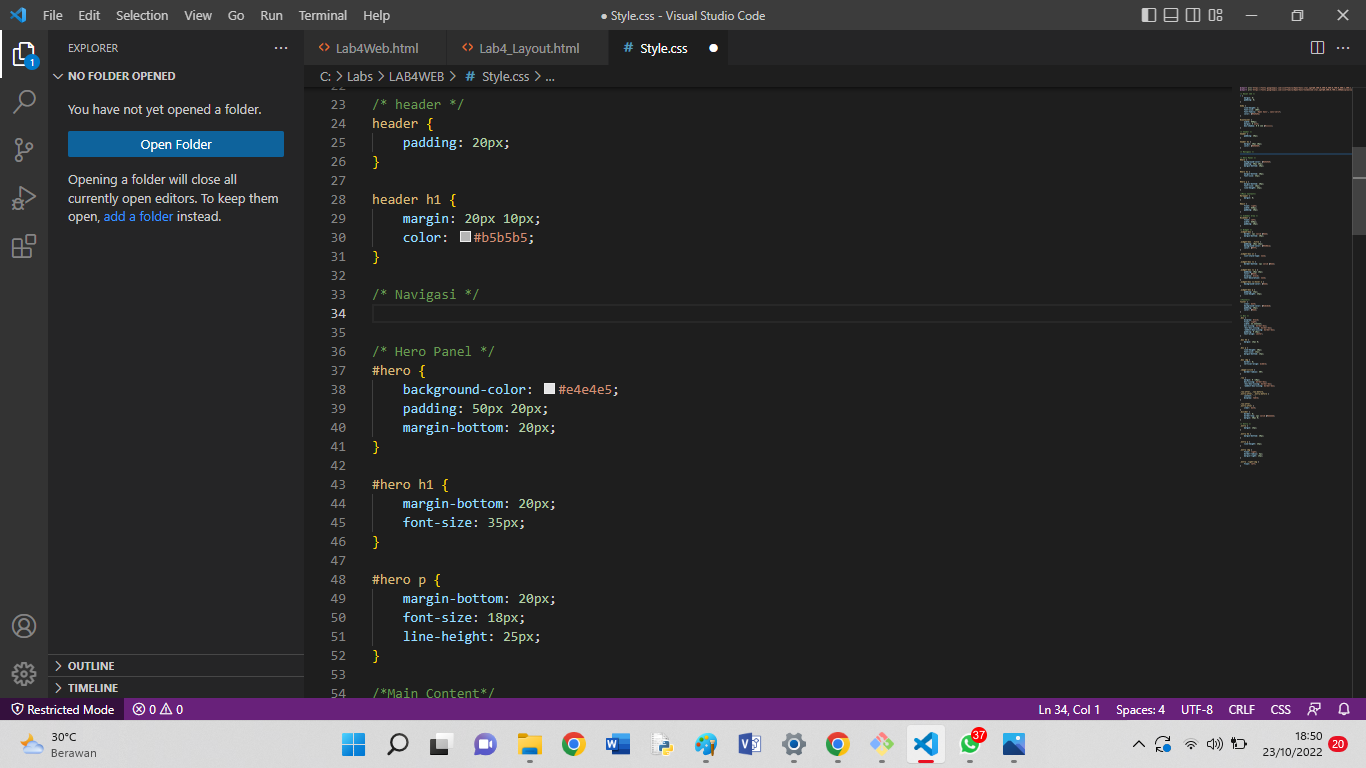 File Edit Selection View Go Run Terminal Help
● Style.css - Visual Studio Code
EXPLORER
NO FOLDER OPENED
You have not yet opened a folder.
Open Folder
Opening a folder will close all
currently open editors. To keep them
open, add a folder instead.
OUTLINE
TIMELINE
1
Lab4Web.html
Lab4_Layout.html
# Style.css ●
C: > Labs > LAB4WEB > # Style.css > ...
22
23 /* header */
24 header {
25     padding: 20px;
26 }
27
28 header h1 {
29     margin: 20px 10px;
30     color: #b5b5b5;
31 }
32
33 /* Navigasi */
34
35
36 /* Hero Panel */
37 #hero {
38     background-color: #e4e4e5;
39     padding: 50px 20px;
40     margin-bottom: 20px;
41 }
42
43 #hero h1 {
44     margin-bottom: 20px;
45     font-size: 35px;
46 }
47
48 #hero p {
49     margin-bottom: 20px;
50     font-size: 18px;
51     line-height: 25px;
52 }
53
54 /*Main Content*/
Restricted Mode 0 0
Ln 34, Col 1 Spaces: 4 UTF-8 CRLF CSS
30°C
Berawan
37
18:50
23/10/2022
20